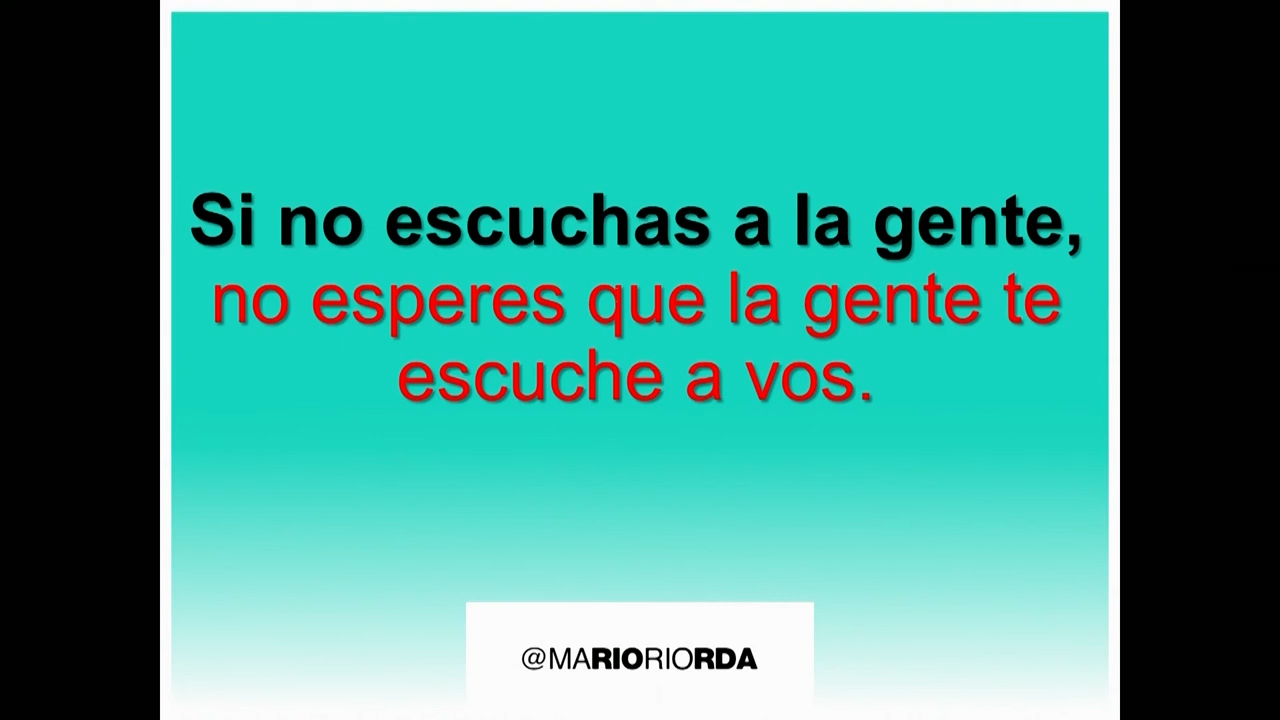 Si no escuchas a la gente,
no esperes que la gente te
escuche a vos.
@MARIORIORDA